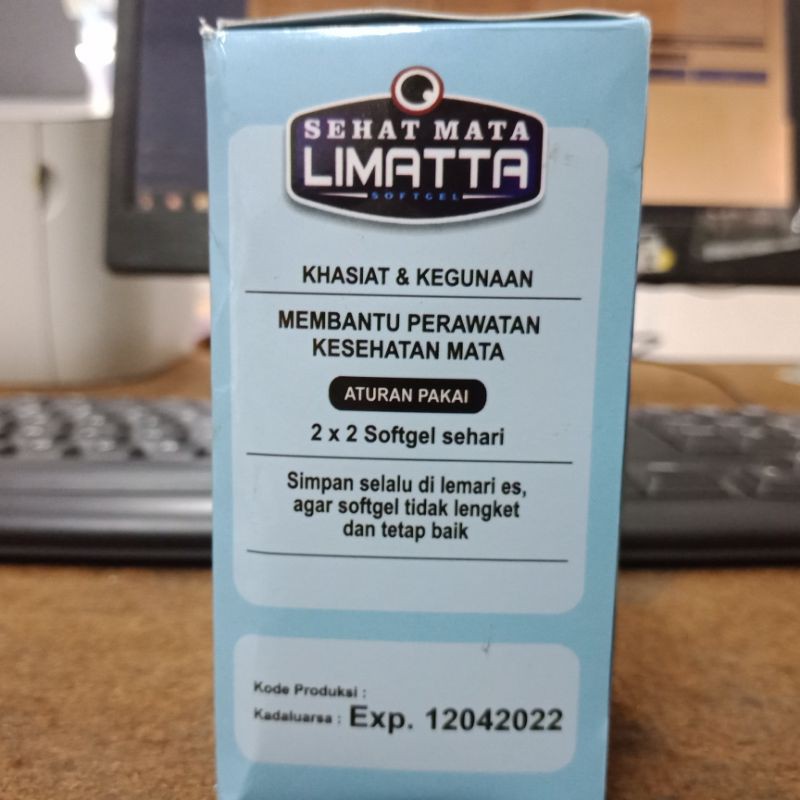 SEHAT MATA
LIMATTA
SOFTGEL
KHASIAT & KEGUNAAN
MEMBANTU PERAWATAN
KESEHATAN MATA
ATURAN PAKAI
2 x 2 Softgel sehari
Simpan selalu di lemari es,
agar softgel tidak lengket
dan tetap baik
Kode Produksi :
Kadaluarsa : Exp. 12042022